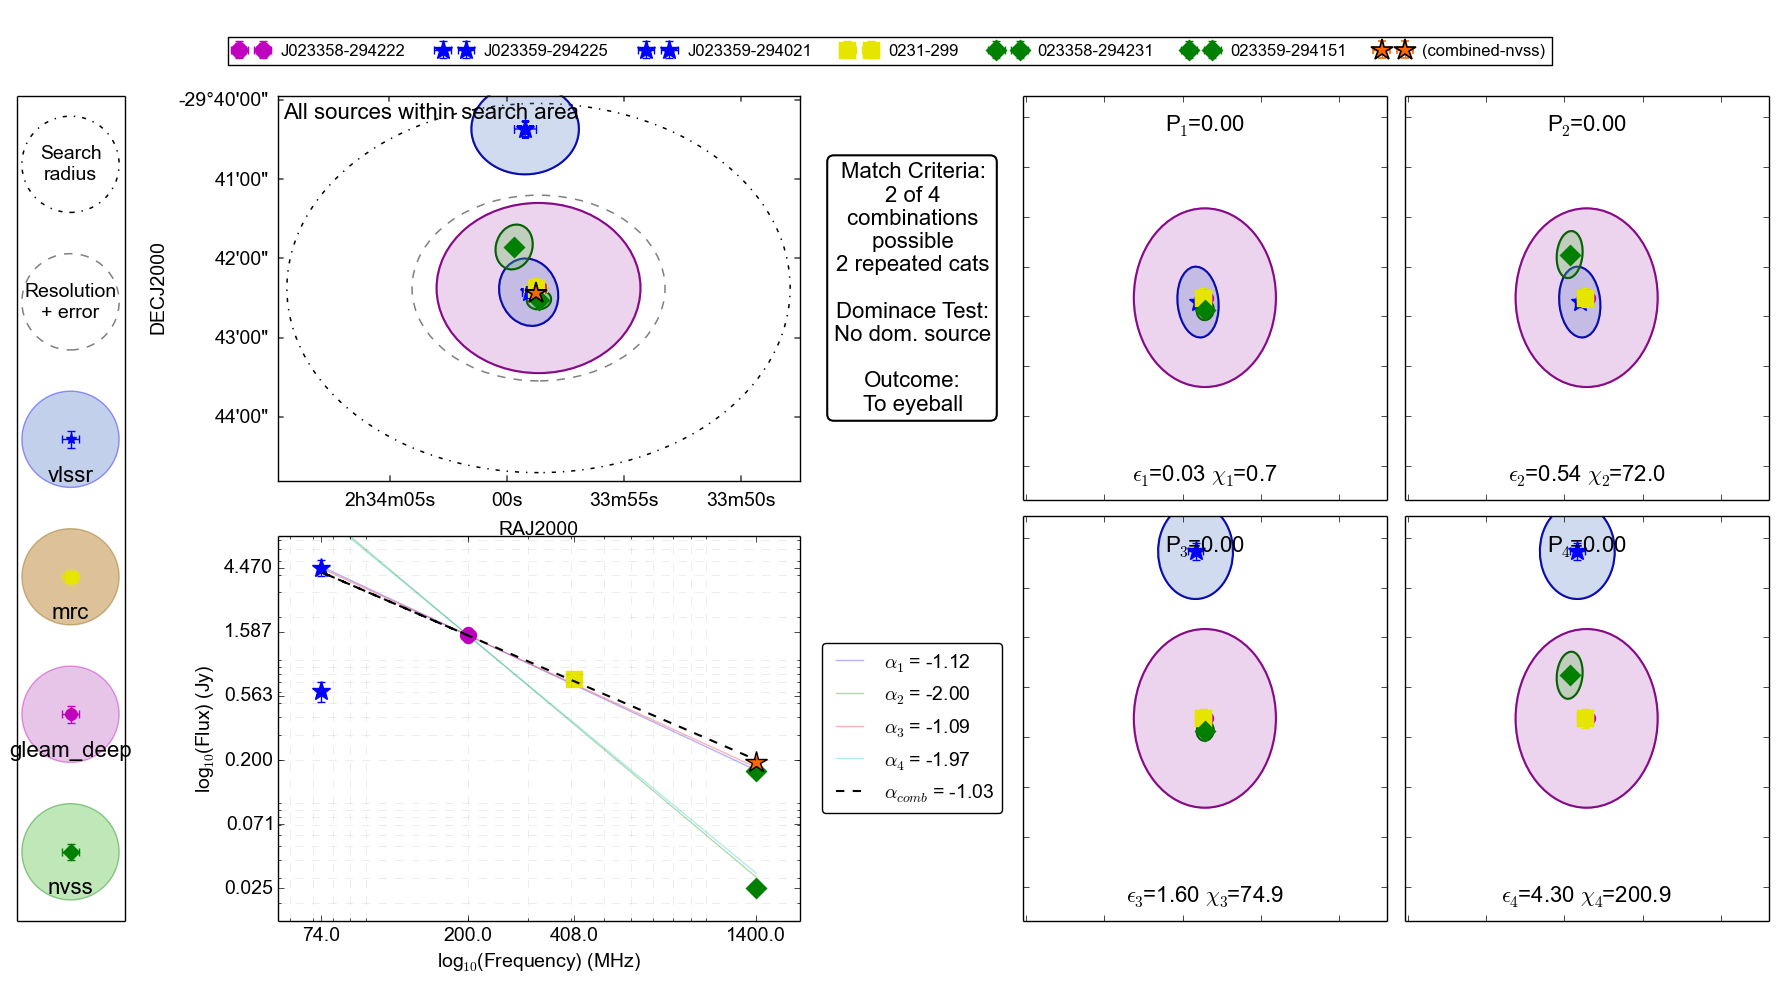 J023358-294222 J023359-294225 J023359-294021 0231-299 023358-294231 023359-294151 (combined-nvss)
Search
radius
Resolution
+ error
vlssr
mrc
gleam_deep
nvss
All sources within search area
DECJ2000
-29°40'00"
41'00"
42'00"
43'00"
44'00"
2h34m05s 00s 33m55s 33m50s
RAJ2000
Match Criteria:
2 of 4
combinations
possible
2 repeated cats
Dominace Test:
No dom. source
Outcome:
To eyeball
P₁=0.00
ϵ₁=0.03 χ₁=0.7
P₂=0.00
ϵ₂=0.54 χ₂=72.0
log₁₀(Flux) (Jy)
4.470
1.587
0.563
0.200
0.071
0.025
74.0 200.0 408.0 1400.0
log₁₀(Frequency) (MHz)
α₁ = -1.12
α₂ = -2.00
α₃ = -1.09
α₄ = -1.97
α_comb = -1.03
P₃=0.00
ϵ₃=1.60 χ₃=74.9
P₄=0.00
ϵ₄=4.30 χ₄=200.9